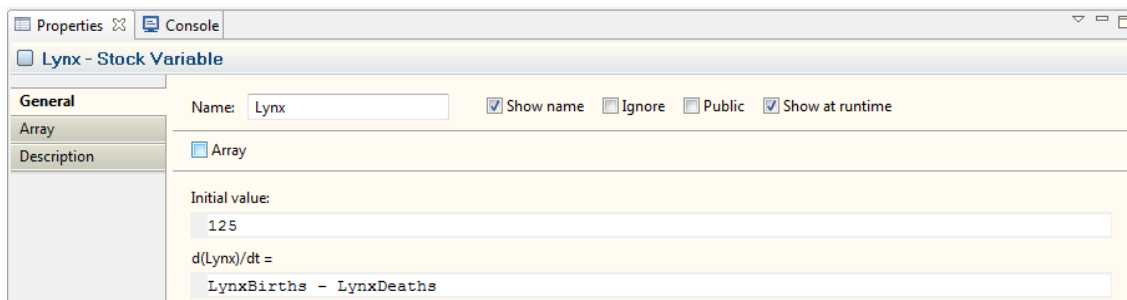 Properties Console
Lynx - Stock Variable
General
Array
Description
Name: Lynx Show name Ignore Public Show at runtime
Array
Initial value:
125
d(Lynx)/dt =
LynxBirths - LynxDeaths